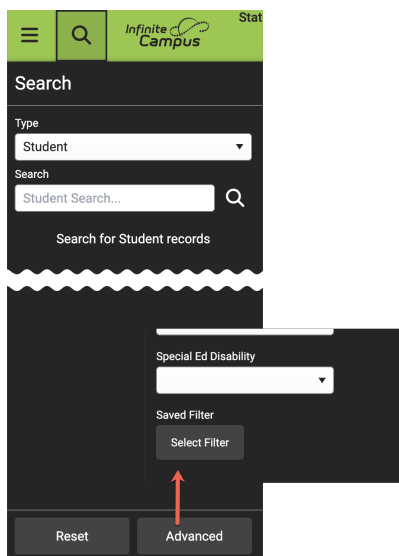 Stat
Infinite
Campus
Search
Type
Student
Search
Student Search...
Search for Student records
Special Ed Disability
Saved Filter
Select Filter
Reset
Advanced